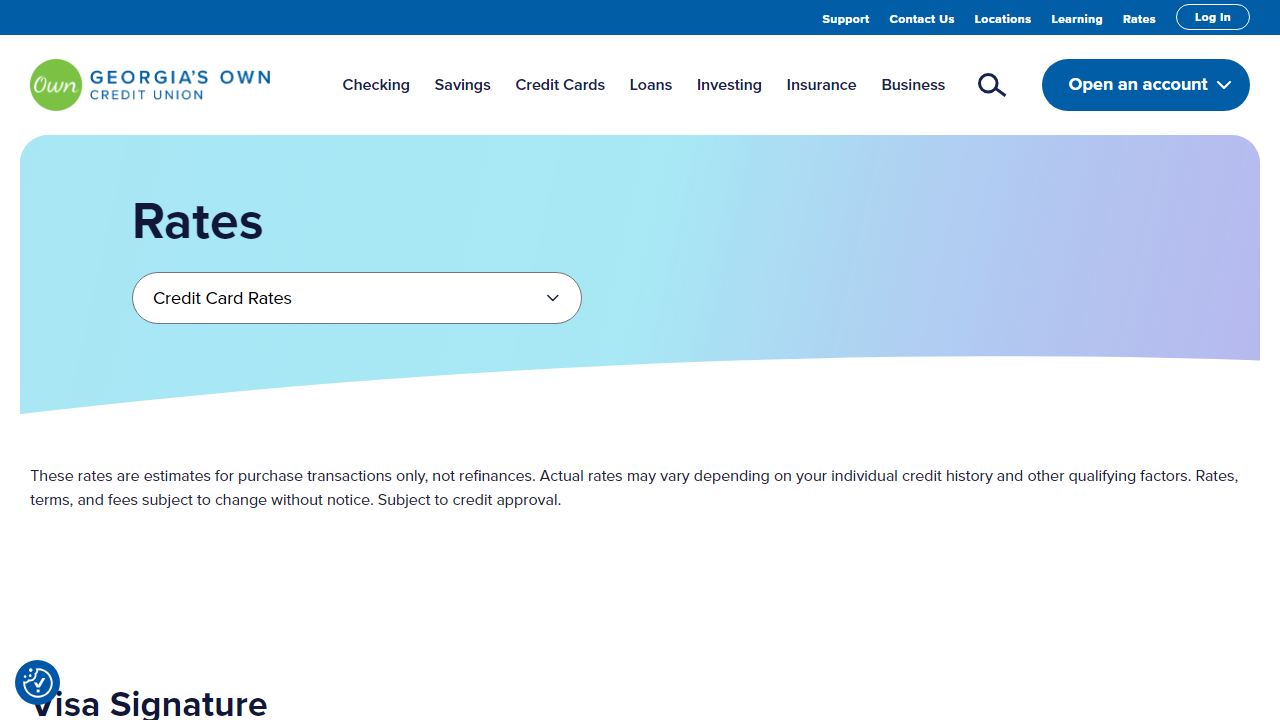 Support Contact Us Locations Learning Rates Log In
Own GEORGIA'S OWN
CREDIT UNION
Checking Savings Credit Cards Loans Investing Insurance Business Open an account
Rates
Credit Card Rates
These rates are estimates for purchase transactions only, not refinances. Actual rates may vary depending on your individual credit history and other qualifying factors. Rates,
terms, and fees subject to change without notice. Subject to credit approval.
Visa Signature